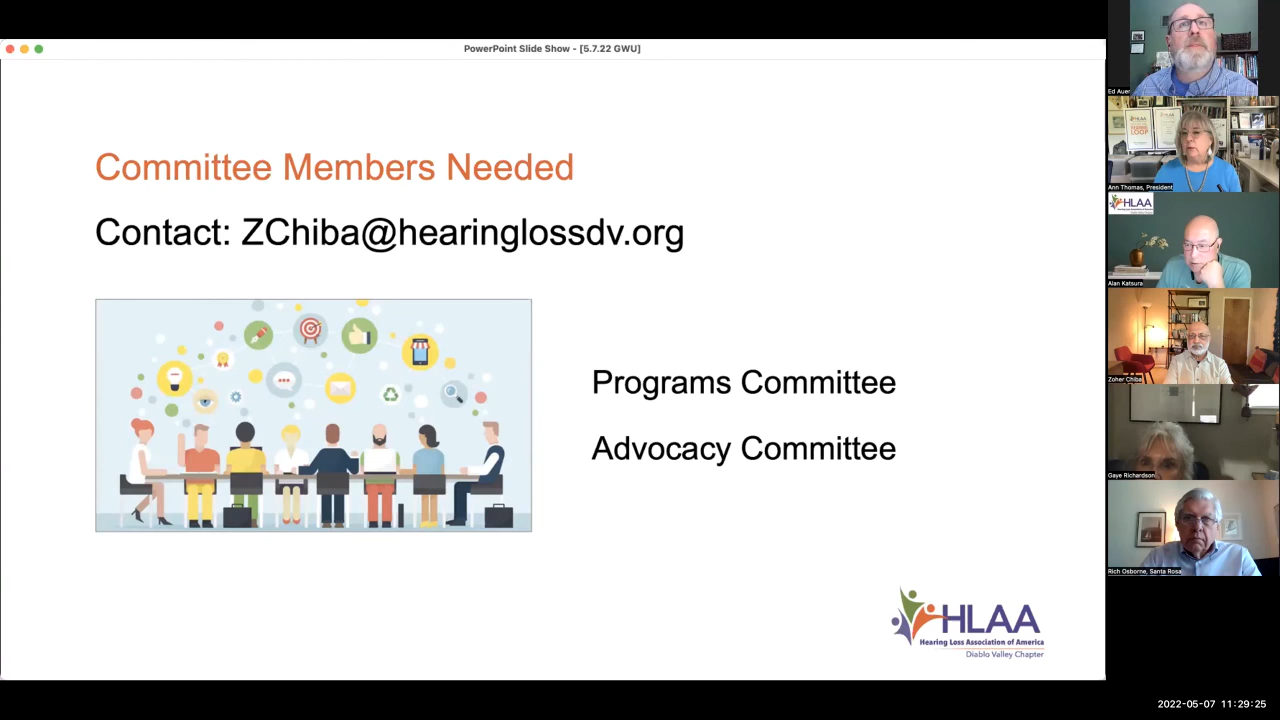 PowerPoint Slide Show - [5.7.22 GWU]
Committee Members Needed
Contact: ZChiba@hearinglossdv.org
Programs Committee
Advocacy Committee
HLAA
Hearing Loss Association of America
Diablo Valley Chapter
Ed Auer
HLAA
LOOP
Ann Thomas, President
HLAA
Alan Katsura
Zoher Chiba
Gaye Richardson
Rich Osborne, Santa Rosa
2022-05-07 11:29:25